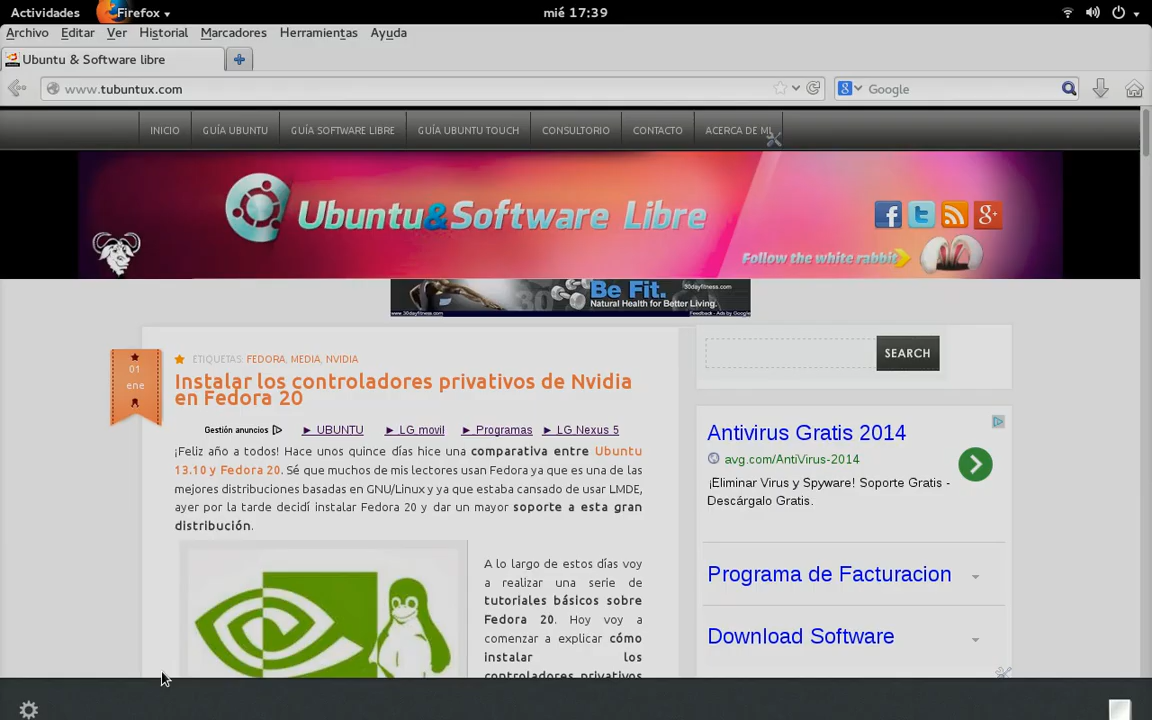 Actividades Firefox mié 17:39
Archivo Editar Ver Historial Marcadores Herramientas Ayuda
Ubuntu & Software libre
www.tubuntux.com Google
INICIO GUÍA UBUNTU GUÍA SOFTWARE LIBRE GUÍA UBUNTU TOUCH CONSULTORIO CONTACTO ACERCA DE MI
Ubuntu&Software Libre
Follow the white rabbit
Be Fit.
Natural Health for Better Living.
www.30dayfitness.com Feedback - Ads by Google
01
ene
ETIQUETAS: FEDORA, MEDIA, NVIDIA
Instalar los controladores privativos de Nvidia
en Fedora 20
Gestión anuncios ► UBUNTU ► LG movil ► Programas ► LG Nexus 5
¡Feliz año a todos! Hace unos quince días hice una comparativa entre Ubuntu
13.10 y Fedora 20. Sé que muchos de mis lectores usan Fedora ya que es una de las
mejores distribuciones basadas en GNU/Linux y ya que estaba cansado de usar LMDE,
ayer por la tarde decidí instalar Fedora 20 y dar un mayor soporte a esta gran
distribución.
A lo largo de estos días voy
a realizar una serie de
tutoriales básicos sobre
Fedora 20. Hoy voy a
comenzar a explicar cómo
instalar los
controladores privativos
SEARCH
Antivirus Gratis 2014
avg.com/AntiVirus-2014
¡Eliminar Virus y Spyware! Soporte Gratis -
Descárgalo Gratis.
Programa de Facturacion
Download Software